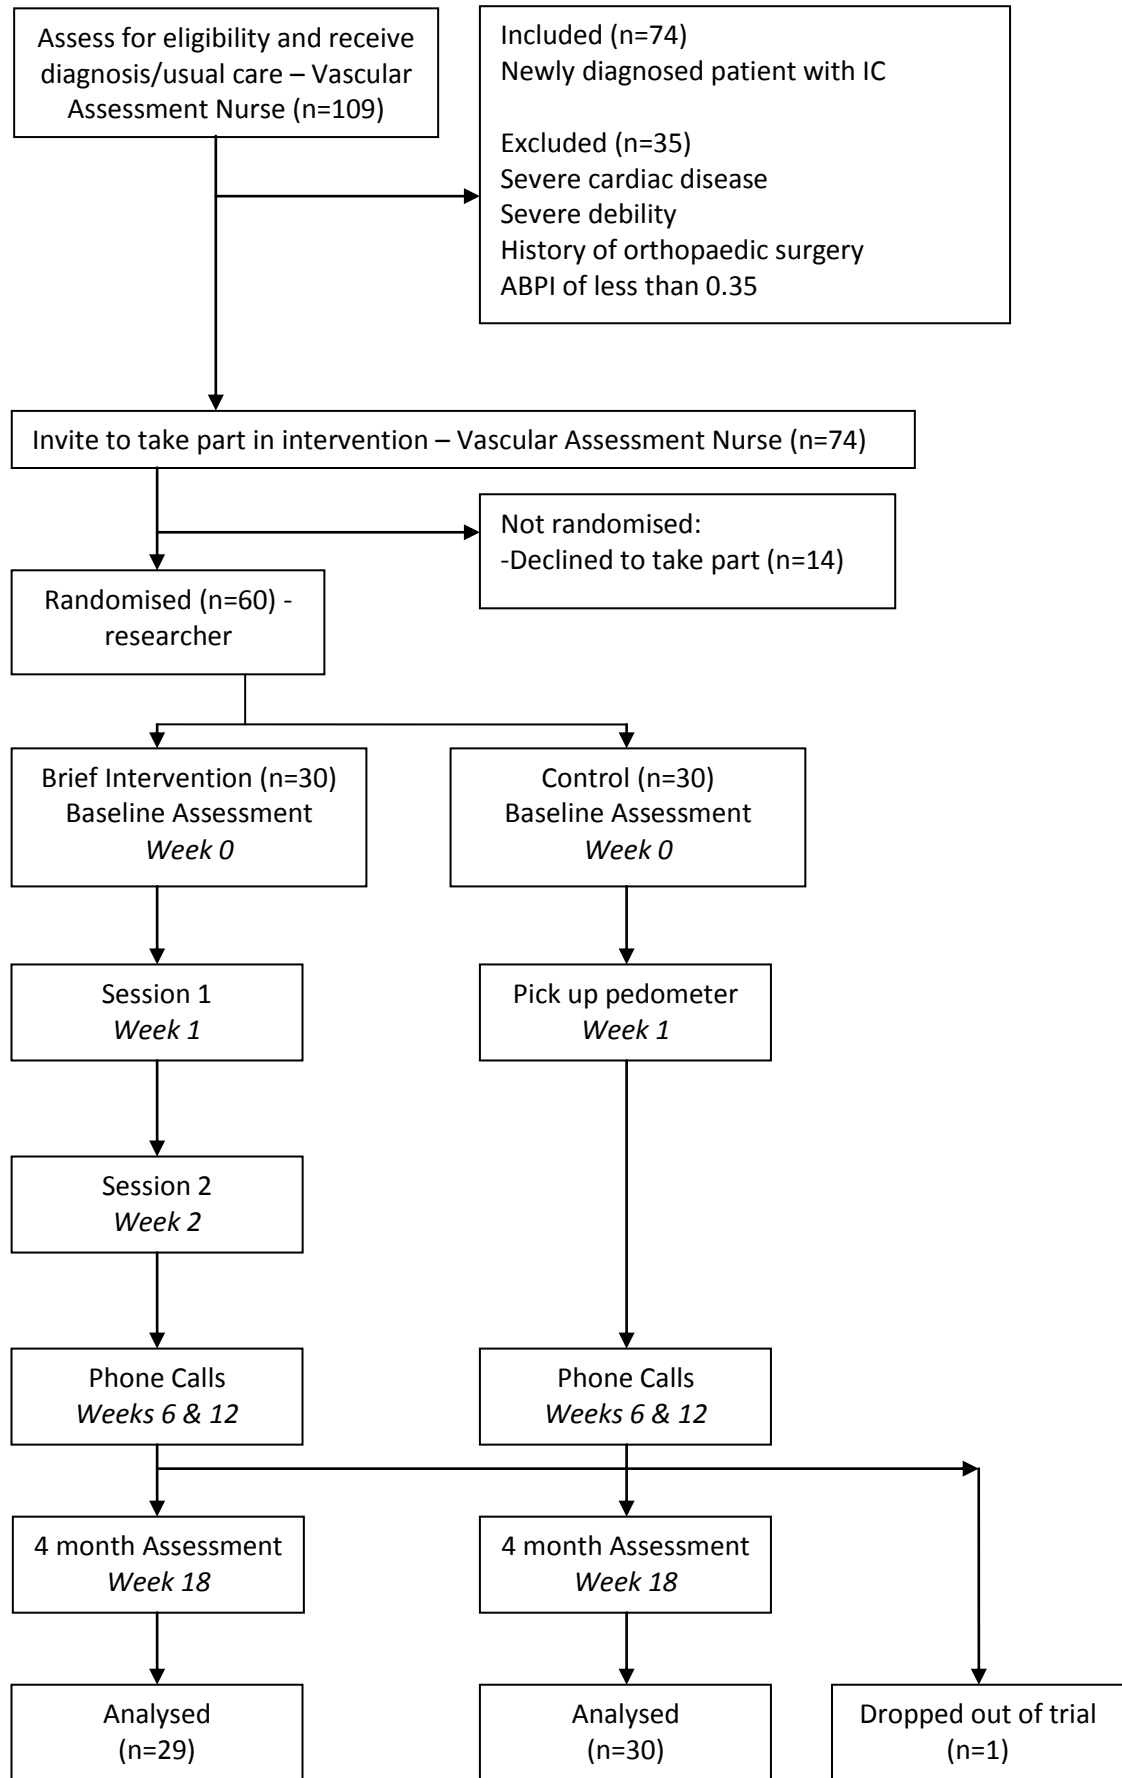 Assess for eligibility and receive
diagnosis/usual care – Vascular
Assessment Nurse (n=109)
Included (n=74)
Newly diagnosed patient with IC
Excluded (n=35)
Severe cardiac disease
Severe debility
History of orthopaedic surgery
ABPI of less than 0.35
Invite to take part in intervention – Vascular Assessment Nurse (n=74)
Not randomised:
-Declined to take part (n=14)
Randomised (n=60) -
researcher
Brief Intervention (n=30)
Baseline Assessment
Week 0
Control (n=30)
Baseline Assessment
Week 0
Session 1
Week 1
Pick up pedometer
Week 1
Session 2
Week 2
Phone Calls
Weeks 6 & 12
Phone Calls
Weeks 6 & 12
4 month Assessment
Week 18
4 month Assessment
Week 18
Analysed
(n=29)
Analysed
(n=30)
Dropped out of trial
(n=1)